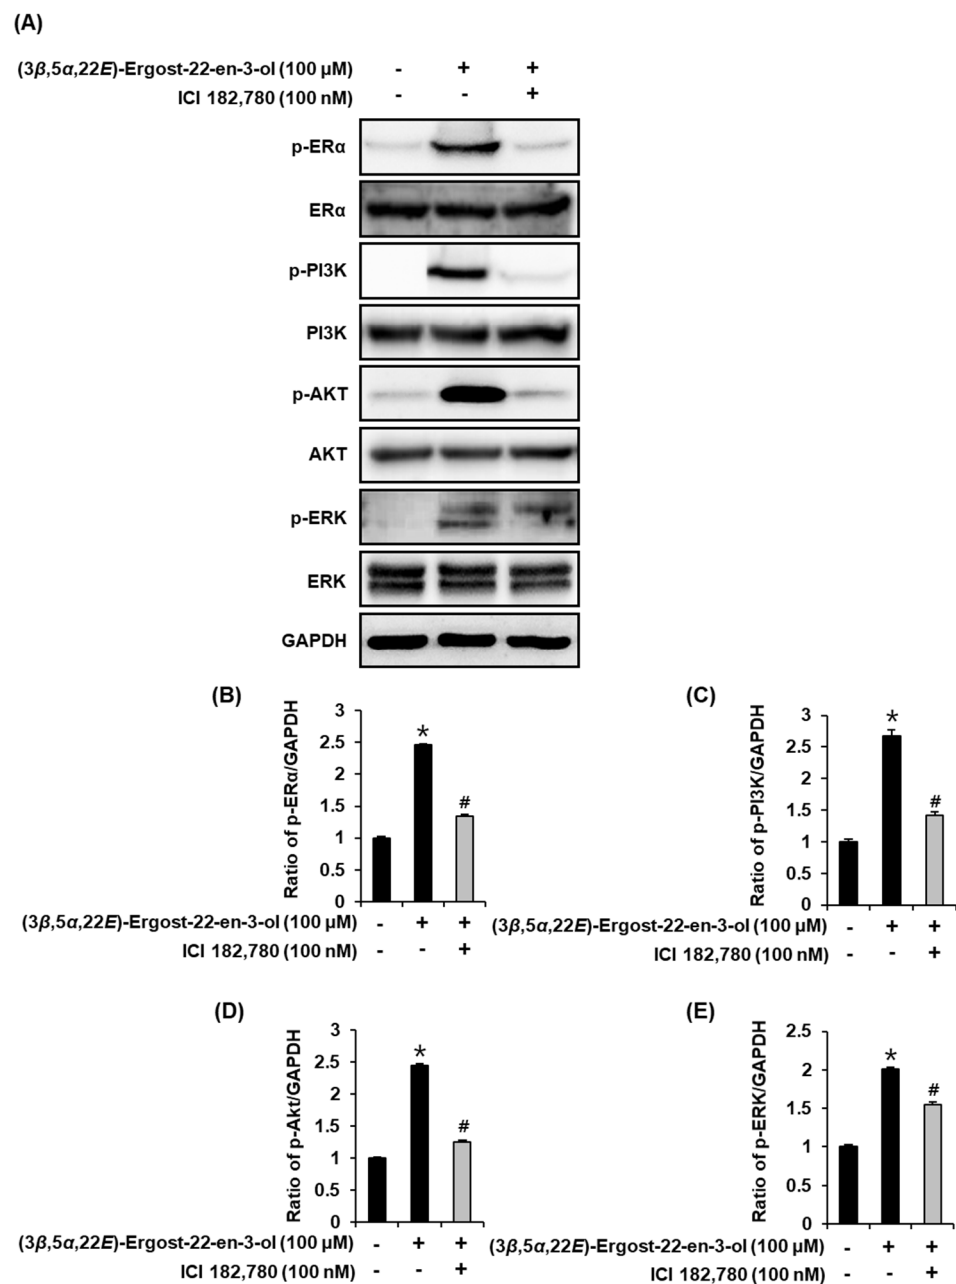 (A)
(3β,5α,22E)-Ergost-22-en-3-ol (100 μM) - + +
ICI 182,780 (100 nM) - - +
p-ERα
ERα
p-PI3K
PI3K
p-AKT
AKT
p-ERK
ERK
GAPDH
(B)
Ratio of p-ERα/GAPDH
3
2.5
2
1.5
1
0.5
0
*
#
(3β,5α,22E)-Ergost-22-en-3-ol (100 μM) - + +
ICI 182,780 (100 nM) - - +
(C)
Ratio of p-PI3K/GAPDH
3
2.5
2
1.5
1
0.5
0
*
#
(3β,5α,22E)-Ergost-22-en-3-ol (100 μM) - + +
ICI 182,780 (100 nM) - - +
(D)
Ratio of p-Akt/GAPDH
3
2.5
2
1.5
1
0.5
0
*
#
(3β,5α,22E)-Ergost-22-en-3-ol (100 μM) - + +
ICI 182,780 (100 nM) - - +
(E)
Ratio of p-ERK/GAPDH
2.5
2
1.5
1
0.5
0
*
#
(3β,5α,22E)-Ergost-22-en-3-ol (100 μM) - + +
ICI 182,780 (100 nM) - - +